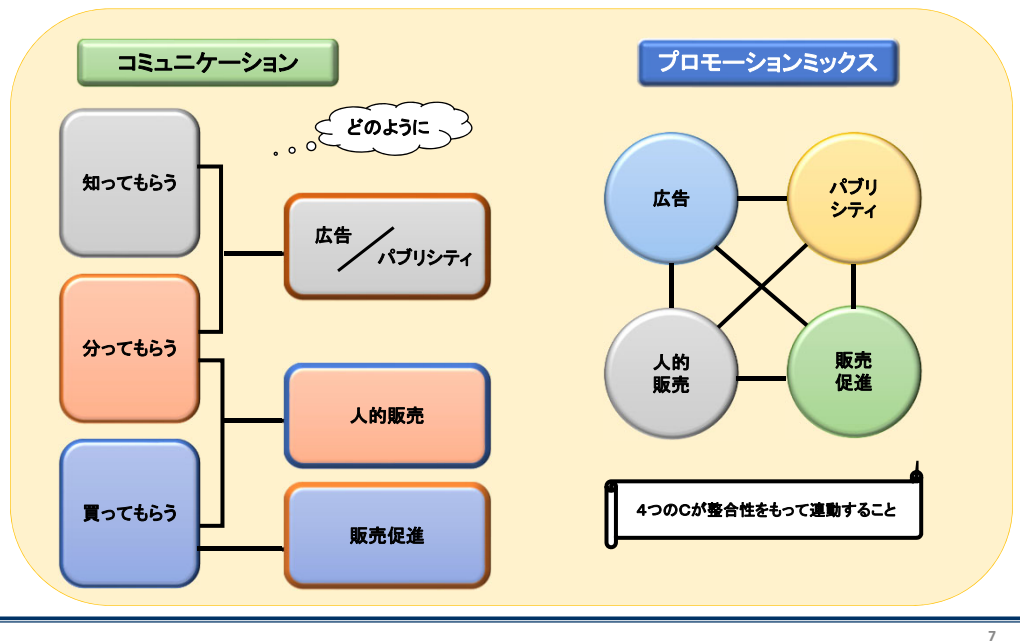 コミュニケーション
どのように
知ってもらう
分ってもらう
買ってもらう
広告
パブリシティ
人的販売
販売促進
プロモーションミックス
広告
パブリ
シティ
人的
販売
販売
促進
４つのCが整合性をもって連動すること
7